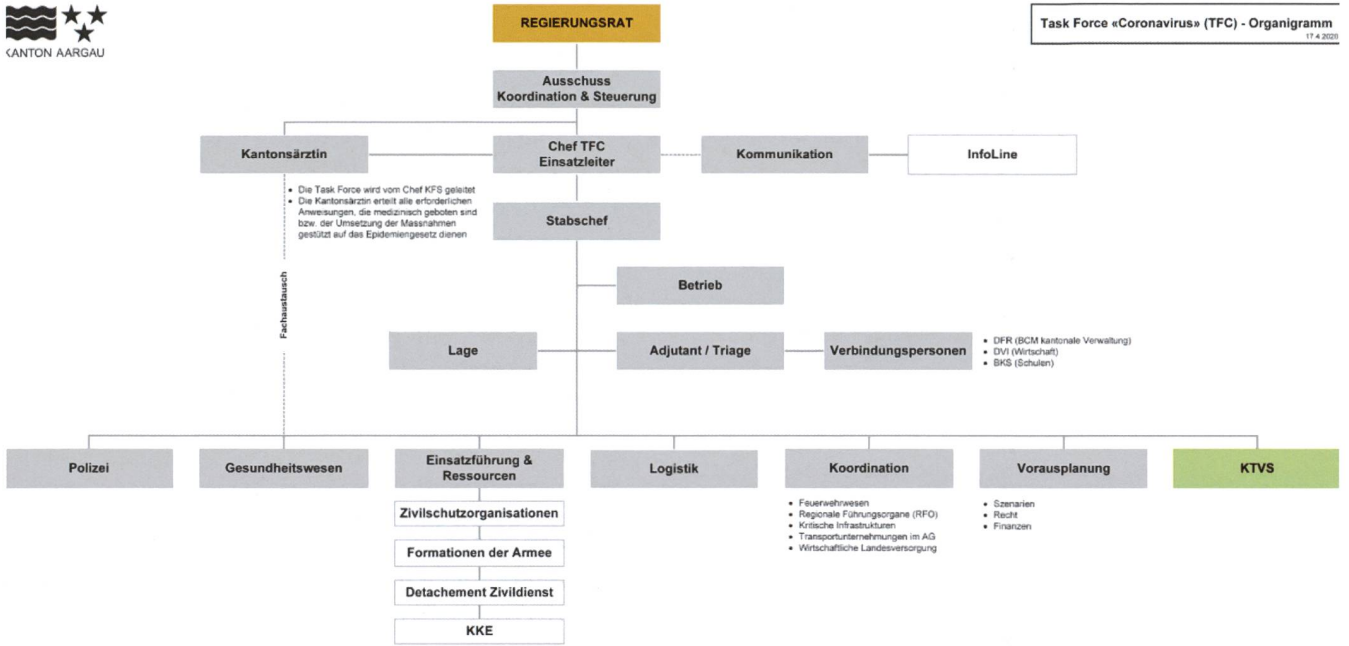 KANTON AARGAU
REGIERUNGSRAT
Task Force «Coronavirus» (TFC) - Organigramm
17.4.2020
Ausschuss
Koordination & Steuerung
Kantonsärztin
Chef TFC
Einsatzleiter
Kommunikation
InfoLine
• Die Task Force wird vom Chef KFS geleitet
• Die Kantonsärztin erteilt alle erforderlichen
Anweisungen, die medizinisch geboten sind
bzw. der Umsetzung der Massnahmen
gestützt auf das Epidemiengesetz dienen
Stabschef
Fachaustausch
Betrieb
Lage
Adjutant / Triage
Verbindungspersonen
• DFR (BCM kantonale Verwaltung)
• DVI (Wirtschaft)
• BKS (Schulen)
Polizei
Gesundheitswesen
Einsatzführung &
Ressourcen
Logistik
Koordination
Vorausplanung
KTVS
Zivilschutzorganisationen
Formationen der Armee
Detachement Zivildienst
KKE
• Feuerwehrwesen
• Regionale Führungsorgane (RFO)
• Kritische Infrastrukturen
• Transportunternehmungen im AG
• Wirtschaftliche Landesversorgung
• Szenarien
• Recht
• Finanzen